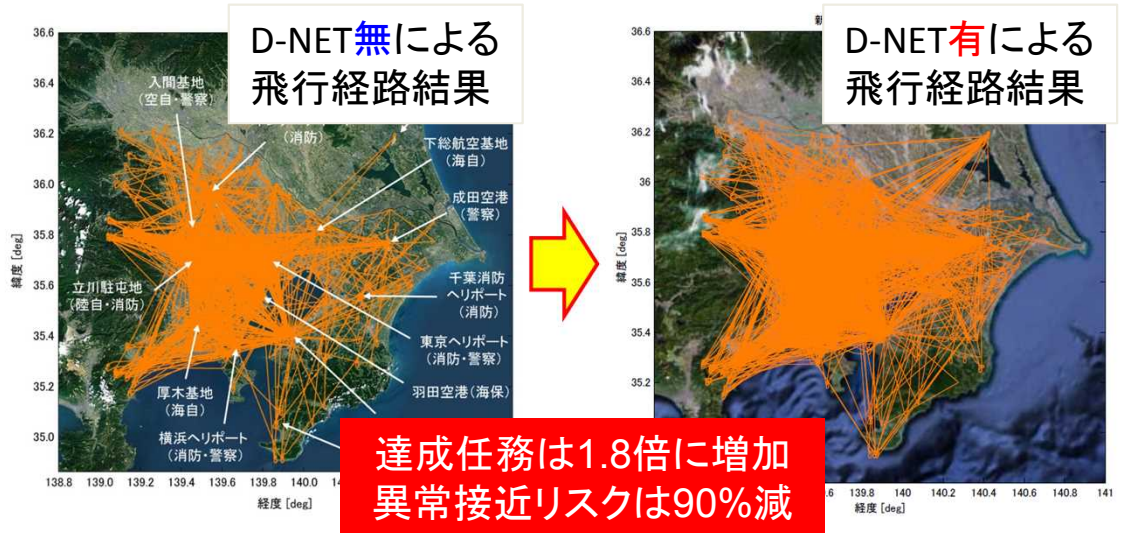 D-NET無による
飛行経路結果
36.6
36.4
36.2
36.0
35.8
35.6
35.4
35.2
35.0
緯度 [deg]
入間基地
(空自・警察)
(消防)
下総航空基地
(海自)
成田空港
(警察)
立川駐屯地
(陸自・消防)
千葉消防
ヘリポート
(消防)
東京ヘリポート
(消防・警察)
厚木基地
(海自)
羽田空港(海保)
横浜ヘリポート
(消防・警察)
138.8 139.0 139.2 139.4 139.6 139.8 140.0
経度 [deg]
新
D-NET有による
飛行経路結果
36.6
36.4
36.2
36
35.8
35.6
35.4
35.2
緯度 [deg]
140 140.2 140.4 140.6 140.8 141
経度 [deg]
達成任務は1.8倍に増加
異常接近リスクは90%減